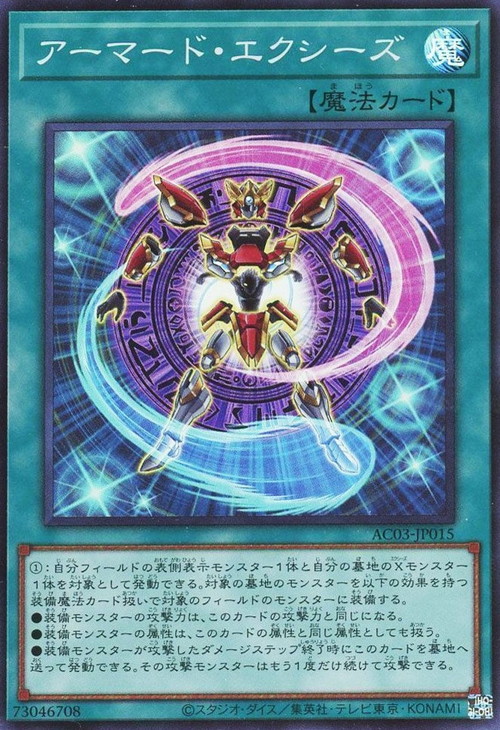 アーマード・エクシーズ
魔
【魔法カード】
AC03-JP015
①：自分フィールドの表側表示モンスター1体と自分の墓地のXモンスター
1体を対象として発動できる。対象の墓地のモンスターを以下の効果を持つ
装備魔法カード扱いで対象のフィールドのモンスターに装備する。
●装備モンスターの攻撃力は、このカードの攻撃力と同じになる。
●装備モンスターの属性は、このカードの属性と同じ属性としても扱う。
●装備モンスターが攻撃したダメージステップ終了時にこのカードを墓地へ
送って発動できる。その攻撃モンスターはもう1度だけ続けて攻撃できる。
73046708
©スタジオ・ダイス／集英社・テレビ東京・KONAMI